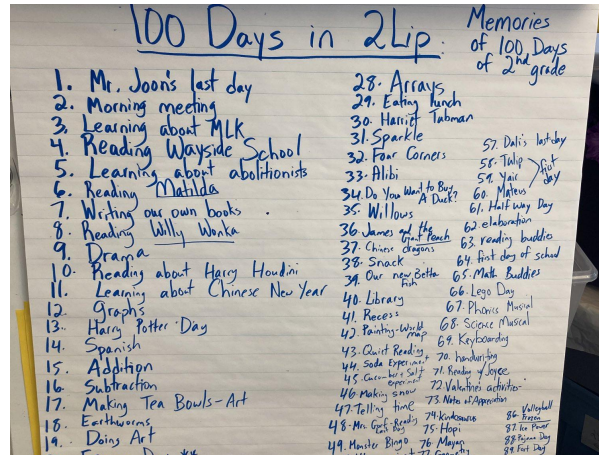 100 Days in 2Lip
Memories
of 100 Days
of 2nd grade
1. Mr. Joon's last day
2. Morning meeting
3. Learning about MLK
4. Reading Wayside School
5. Learning about abolitionists
6. Reading Matilda
7. Writing our own books
8. Reading Willy Wonka
9. Drama
10. Reading about Harry Houdini
11. Learning about Chinese New Year
12. graphs
13. Harry Potter Day
14. Spanish
15. Addition
16. Subtraction
17. Making Tea Bowls-Art
18. Earthworms
19. Doing Art
28. Arrays
29. Eating lunch
30. Harriet Tubman
31. Sparkle
32. Four Corners
33. Alibi
34. Do You Want to Buy
A Duck?
35. Willows
36. James and the
Giant Peach
37. Chinese dragons
38. Snack
39. Our new Betta
Fish
40. Library
41. Recess
42. Painting-World
map
43. Quiet Reading
44. Soda Experiment
45. Salt
experiment
46. Making snow
47. Telling time
48. Mr. Reading
Last Day
49. Monster Bingo
57. Dali's last day
58. Tulip
59. Yair
60. Mateus
first
day
61. Half Way Day
62. elaboration
63. reading buddies
64. first day of school
65. Math Buddies
66. Lego Day
67. Phonics Musical
68. Science Musical
69. Keyboarding
70. handwriting
71. Reading w/Joyce
72. Valentine's activities
73. Notes of Appreciation
74. Kindness
75. Hopi
76. Mayan
86. Volleyball
Frozen
87. Ice Power
88. Pajama Day
89. Fort Day